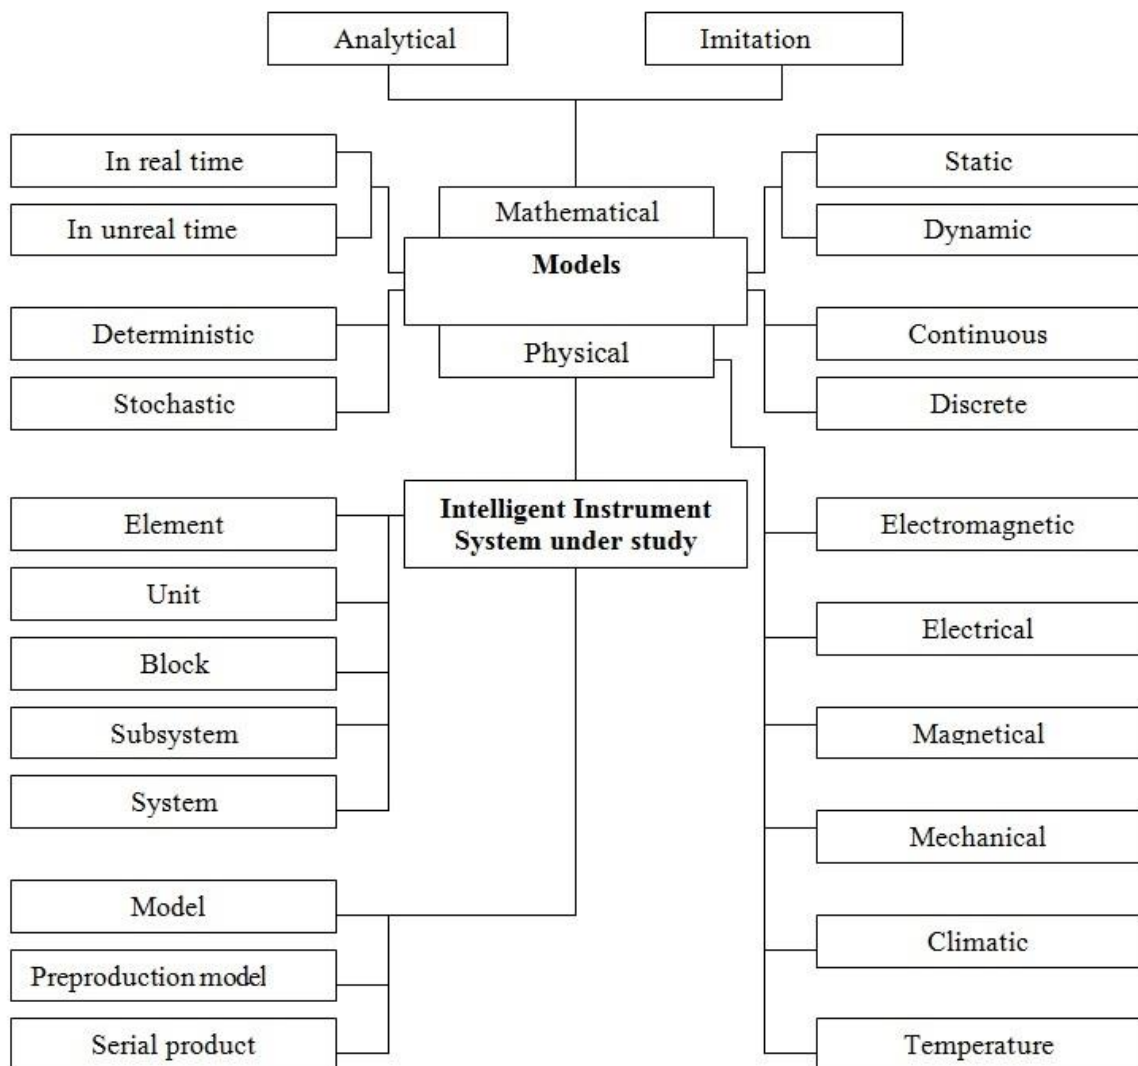 Analytical
Imitation
In real time
Static
In unreal time
Mathematical
Dynamic
Models
Deterministic
Continuous
Physical
Stochastic
Discrete
Intelligent Instrument
System under study
Element
Electromagnetic
Unit
Electrical
Block
Subsystem
Magnetical
System
Mechanical
Model
Climatic
Preproduction model
Serial product
Temperature